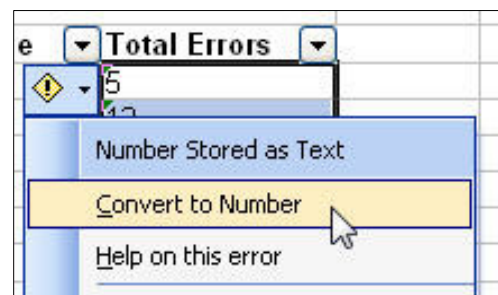 e Total Errors
5
Number Stored as Text
Convert to Number
Help on this error